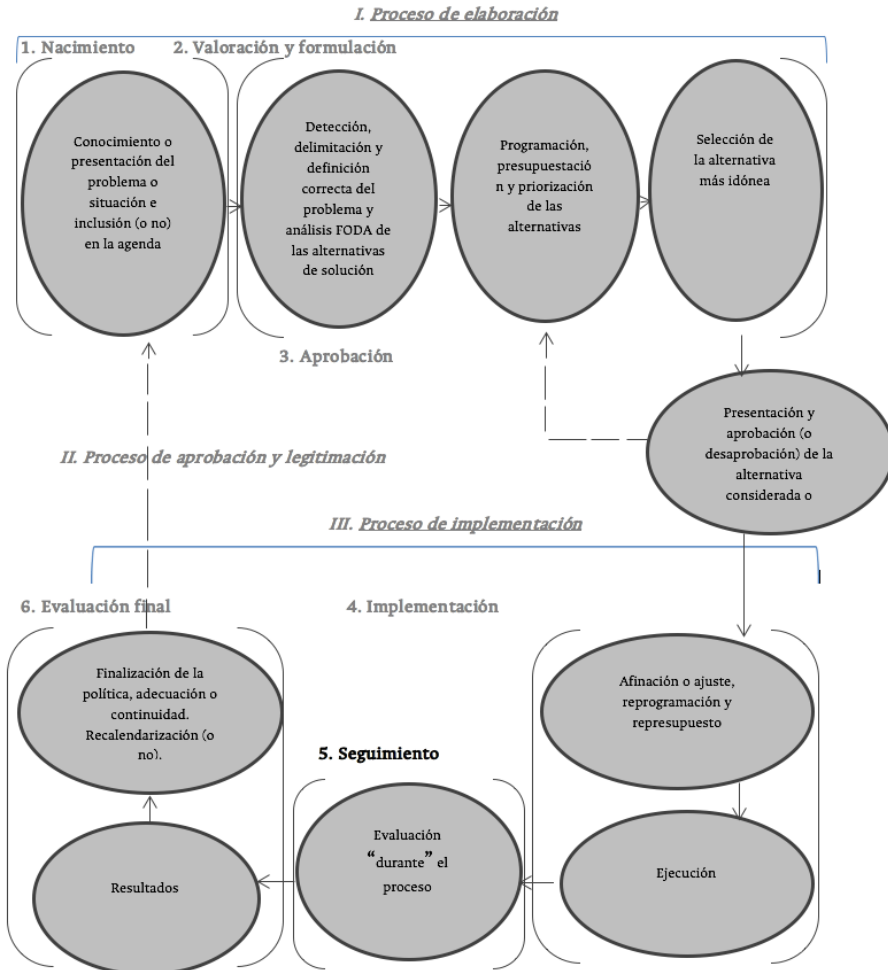 I. Proceso de elaboración
1. Nacimiento
2. Valoración y formulación
Conocimiento o
presentación del
problema o
situación e
inclusión (o no)
en la agenda
Detección,
delimitación y
definición
correcta del
problema y
análisis FODA de
las alternativas
de solución
Programación,
presupuestació
n y priorización
de las
alternativas
Selección de
la alternativa
más idónea
3. Aprobación
Presentación y
aprobación (o
desaprobación) de la
alternativa
considerada o
II. Proceso de aprobación y legitimación
III. Proceso de implementación
6. Evaluación final
4. Implementación
Finalización de la
política, adecuación o
continuidad.
Recalendarización (o
no).
Afinación o ajuste,
reprogramación y
represupuesto
5. Seguimiento
Evaluación
“durante” el
proceso
Resultados
Ejecución